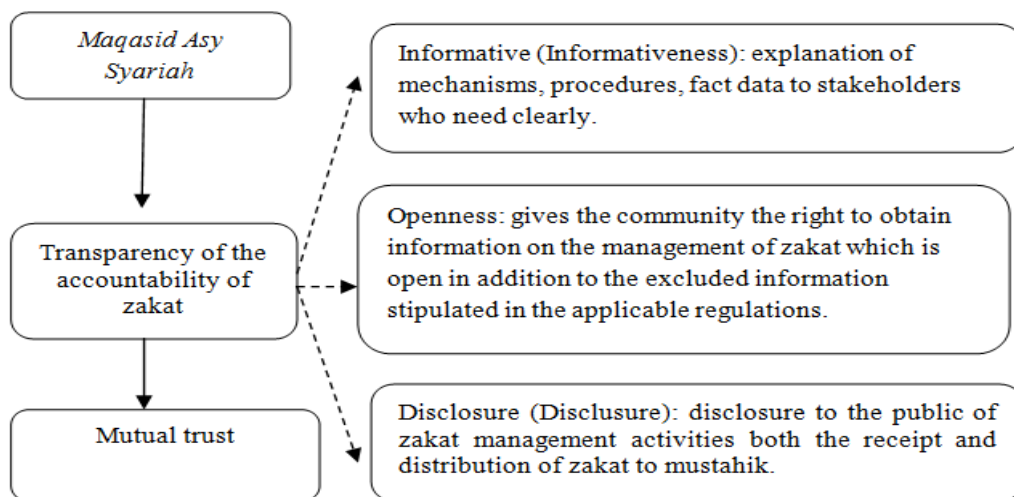 Maqasid Asy
Syariah
Informative (Informativeness): explanation of
mechanisms, procedures, fact data to stakeholders
who need clearly.
Transparency of the
accountability of
zakat
Openness: gives the community the right to obtain
information on the management of zakat which is
open in addition to the excluded information
stipulated in the applicable regulations.
Mutual trust
Disclosure (Disclusure): disclosure to the public of
zakat management activities both the receipt and
distribution of zakat to mustahik.